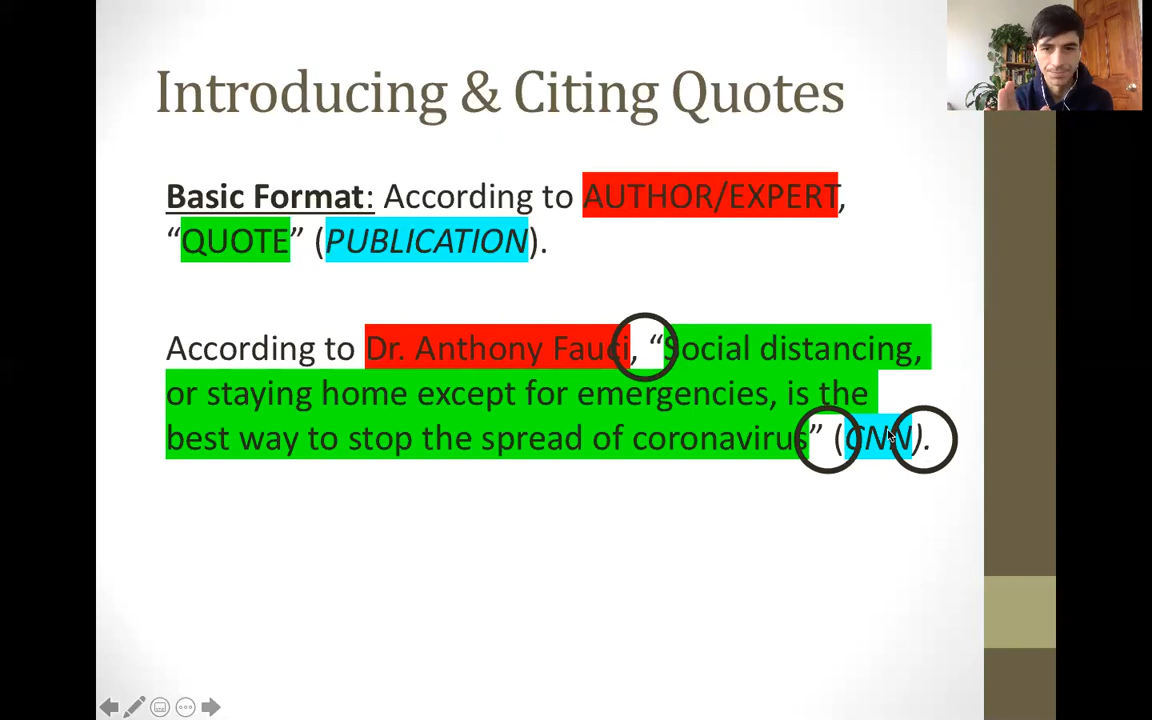 Introducing & Citing Quotes
Basic Format: According to AUTHOR/EXPERT,
“QUOTE” (PUBLICATION).
According to Dr. Anthony Fauci, “Social distancing,
or staying home except for emergencies, is the
best way to stop the spread of coronavirus” (CNN).